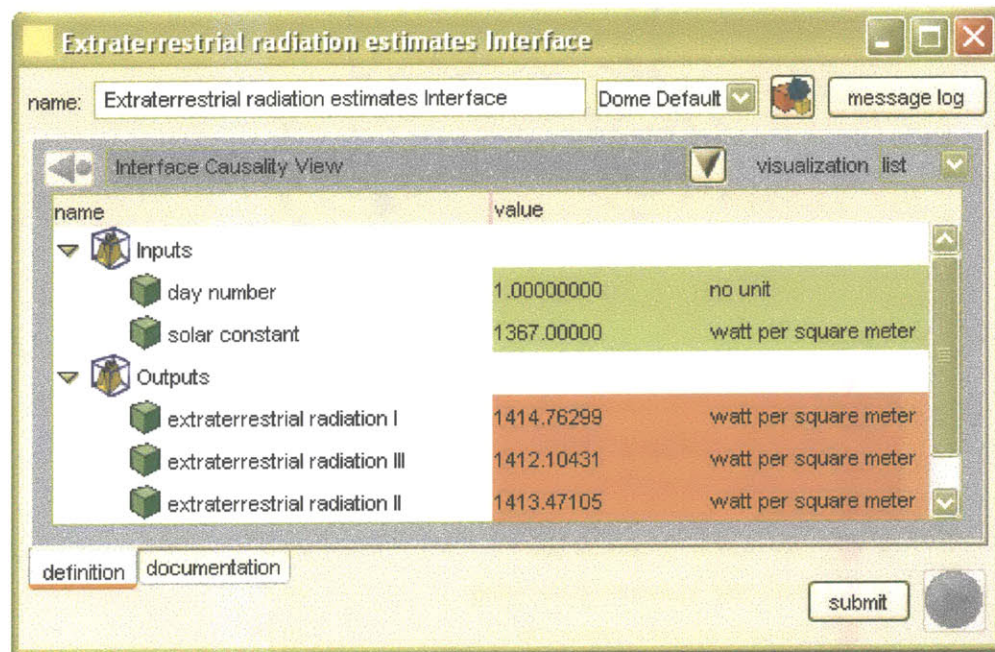 Extraterrestrial radiation estimates Interface
name: Extraterrestrial radiation estimates Interface Dome Default message log
Interface Causality View visualization list
name value
Inputs
day number 1.00000000 no unit
solar constant 1367.00000 watt per square meter
Outputs
extraterrestrial radiation I 1414.76299 watt per square meter
extraterrestrial radiation III 1412.10431 watt per square meter
extraterrestrial radiation II 1413.47105 watt per square meter
definition documentation
submit